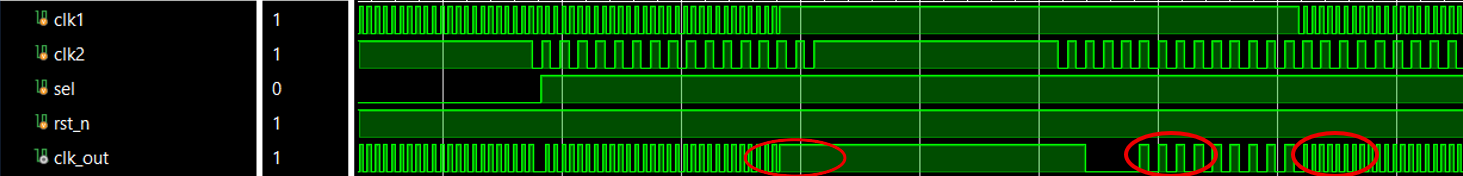 clk1 1
clk2 1
sel 0
rst_n 1
clk_out 1